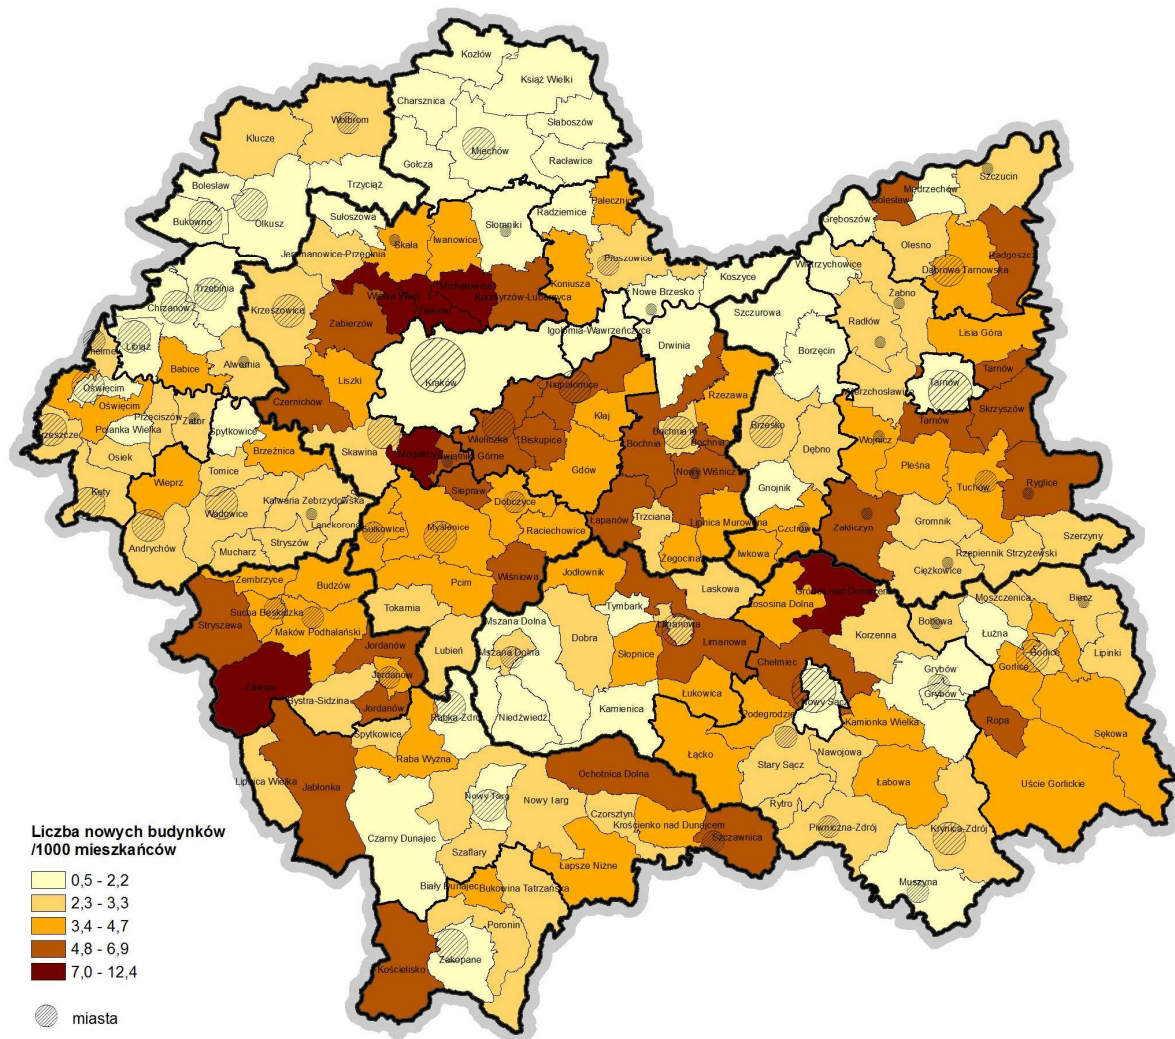 Kozłów
Książ Wielki
Charsznica
Słaboszów
Wolbrom
Klucze
Miechów
Racławice
Gołcza
Szczucin
Bolesław
Trzyciąż
Mędrzechów
Bolesław
Pałecznica
Radziemice
Gręboszów
Bukowno
Olkusz
Sułoszowa
Słomniki
Iwanowice
Skała
Olesno
Radgoszcz
Jerzmanowice-Przeginia
Proszowice
Wietrzychowice
Dąbrowa Tarnowska
Koszyce
Koniusza
Trzebinia
Michałowice
Nowe Brzesko
Żabno
Chrzanów
Krzeszowice
Wielka Wieś
Kocmyrzów-Luborzyca
Szczurowa
Zielonki
Radłów
Zabierzów
Igołomia-Wawrzeńczyce
Lisia Góra
Libiąż
Drwinia
Borzęcin
Chełmek
Alwernia
Babice
Liszki
Tarnów
Kraków
Oświęcim
Niepołomice
Tarnów
Wierzchosławice
Rzezawa
Oświęcim
Czernichów
Skrzyszów
Przeciszów
Kłaj
Zator
Bochnia m.
Tarnów
Polanka Wielka
Brzesko
Brzeszcze
Spytkowice
Wieliczka
Biskupice
Bochnia
Bochnia
Wojnicz
Skawina
Mogilany
Dębno
Brzeźnica
Świątniki Górne
Osiek
Pleśna
Tomice
Gdów
Nowy Wiśnicz
Wieprz
Tuchów
Kęty
Siepraw
Ryglice
Kalwaria Zebrzydowska
Dobczyce
Gnojnik
Wadowice
Łapanów
Trzciana
Lipnica Murowana
Zakliczyn
Lanckorona
Sułkowice
Myślenice
Raciechowice
Czchów
Gromnik
Szerzyny
Stryszów
Andrychów
Mucharz
Rzepiennik Strzyżewski
Iwkowa
Żegocina
Ciężkowice
Jodłownik
Zembrzyce
Budzów
Pcim
Wiśniowa
Laskowa
Gródek nad Dunajcem
Moszczenica
Biecz
Sucha Beskidzka
Łososina Dolna
Tokarnia
Tymbark
Stryszawa
Mszana Dolna
Bobowa
Maków Podhalański
Limanowa
Łużna
Dobra
Korzenna
Jordanów
Lubień
Słopnice
Limanowa
Lipinki
Mszana Dolna
Gorlice
Chełmiec
Grybów
Gorlice
Jordanów
Zawoja
Łukowica
Grybów
Bystra-Sidzina
Nowy Sącz
Jordanów
Kamienica
Rabka-Zdrój
Niedźwiedź
Podegrodzie
Kamionka Wielka
Ropa
Sękowa
Spytkowice
Nawojowa
Raba Wyżna
Łącko
Stary Sącz
Ochotnica Dolna
Lipnica Wielka
Łabowa
Uście Gorlickie
Jabłonka
Nowy Targ
Nowy Targ
Rytro
Czorsztyn
Krościenko nad Dunajcem
Piwniczna-Zdrój
Krynica-Zdrój
Czarny Dunajec
Szczawnica
Szaflary
Łapsze Niżne
Muszyna
Biały Dunajec
Bukowina Tatrzańska
Poronin
Zakopane
Kościelisko
Liczba nowych budynków
/1000 mieszkańców
0,5 - 2,2
2,3 - 3,3
3,4 - 4,7
4,8 - 6,9
7,0 - 12,4
miasta